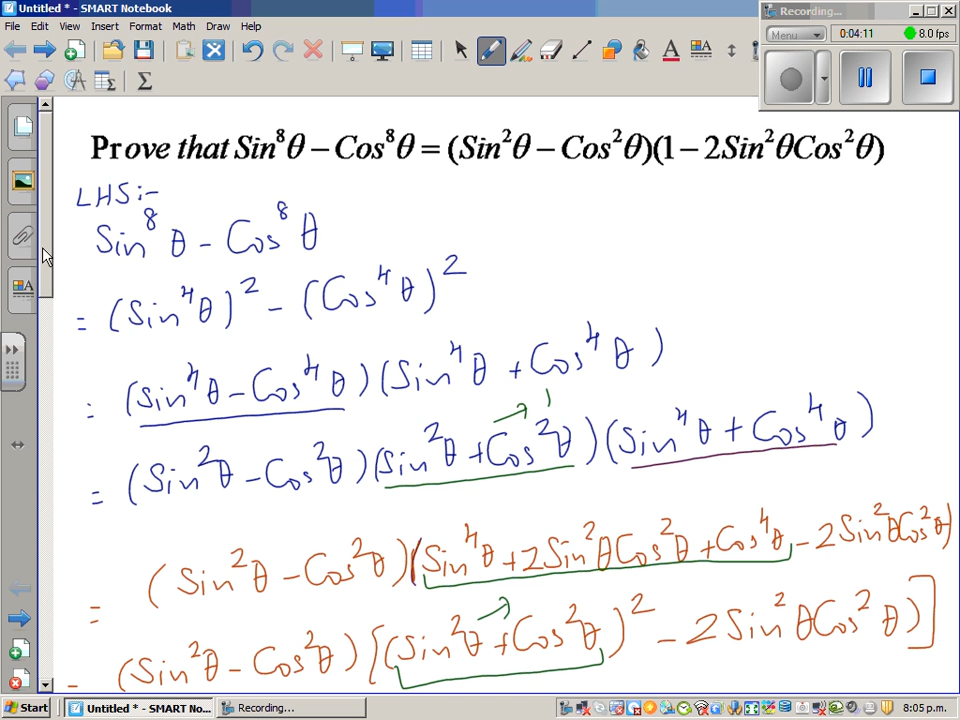 Untitled * - SMART Notebook
File Edit View Insert Format Math Draw Help
Recording...
Menu 0:04:11 8.0 fps
Prove that Sin⁸θ − Cos⁸θ = (Sin²θ − Cos²θ)(1 − 2Sin²θCos²θ)
LHS:-
Sin⁸θ − Cos⁸θ
= (Sin⁴θ)² − (Cos⁴θ)²
= (Sin⁴θ − Cos⁴θ)(Sin⁴θ + Cos⁴θ)
1
= (Sin²θ − Cos²θ)(Sin²θ + Cos²θ)(Sin⁴θ + Cos⁴θ)
= (Sin²θ − Cos²θ)(Sin⁴θ + 2Sin²θCos²θ + Cos⁴θ − 2Sin²θCos²θ)
= (Sin²θ − Cos²θ)[(Sin²θ + Cos²θ)² − 2Sin²θCos²θ)]
Start Untitled * - SMART No... Recording... 8:05 p.m.